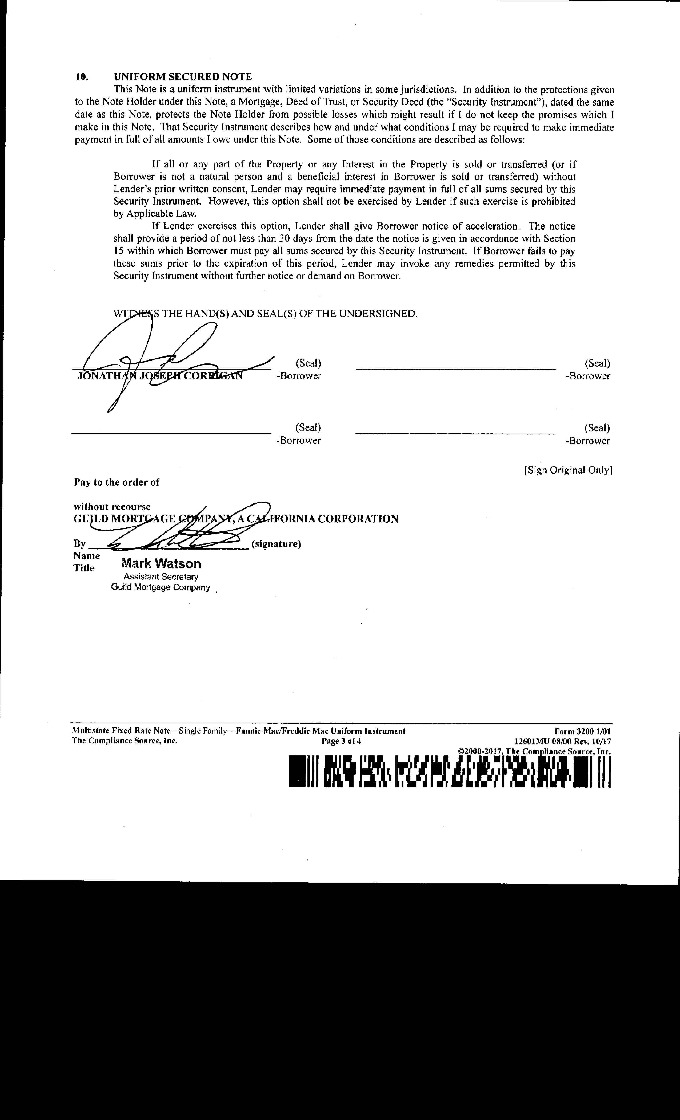 10. UNIFORM SECURED NOTE
This Note is a uniform instrument with limited variations in some jurisdictions. In addition to the protections given
to the Note Holder under this Note, a Mortgage, Deed of Trust, or Security Deed (the "Security Instrument"), dated the same
date as this Note, protects the Note Holder from possible losses which might result if I do not keep the promises which I
make in this Note. That Security Instrument describes how and under what conditions I may be required to make immediate
payment in full of all amounts I owe under this Note. Some of those conditions are described as follows:
If all or any part of the Property or any Interest in the Property is sold or transferred (or if
Borrower is not a natural person and a beneficial interest in Borrower is sold or transferred) without
Lender's prior written consent, Lender may require immediate payment in full of all sums secured by this
Security Instrument. However, this option shall not be exercised by Lender if such exercise is prohibited
by Applicable Law.
If Lender exercises this option, Lender shall give Borrower notice of acceleration. The notice
shall provide a period of not less than 30 days from the date the notice is given in accordance with Section
15 within which Borrower must pay all sums secured by this Security Instrument. If Borrower fails to pay
these sums prior to the expiration of this period, Lender may invoke any remedies permitted by this
Security Instrument without further notice or demand on Borrower.
WITNESS THE HAND(S) AND SEAL(S) OF THE UNDERSIGNED.
(Seal) (Seal)
JONATHAN JOSEPH CORRIGAN -Borrower -Borrower
(Seal) (Seal)
-Borrower -Borrower
[Sign Original Only]
Pay to the order of
without recourse
GUILD MORTGAGE COMPANY, A CALIFORNIA CORPORATION
By (signature)
Name
Title Mark Watson
Assistant Secretary
Guild Mortgage Company
Multistate Fixed Rate Note - Single Family - Fannie Mae/Freddie Mac Uniform Instrument Form 3200 1/01
The Compliance Source, Inc. Page 3 of 4 12601MU 08/00 Rev. 10/17
©2000-2017, The Compliance Source, Inc.